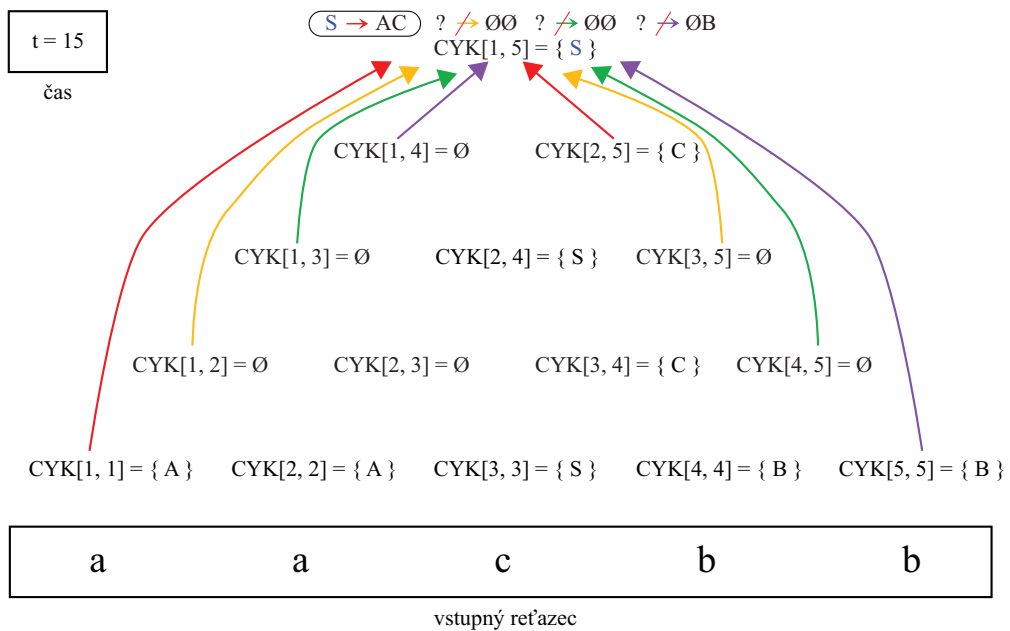 t = 15
čas
S → AC ? → ØØ ? → ØØ ? → ØB
CYK[1, 5] = { S }
CYK[1, 4] = Ø CYK[2, 5] = { C }
CYK[1, 3] = Ø CYK[2, 4] = { S } CYK[3, 5] = Ø
CYK[1, 2] = Ø CYK[2, 3] = Ø CYK[3, 4] = { C } CYK[4, 5] = Ø
CYK[1, 1] = { A } CYK[2, 2] = { A } CYK[3, 3] = { S } CYK[4, 4] = { B } CYK[5, 5] = { B }
a a c b b
vstupný reťazec